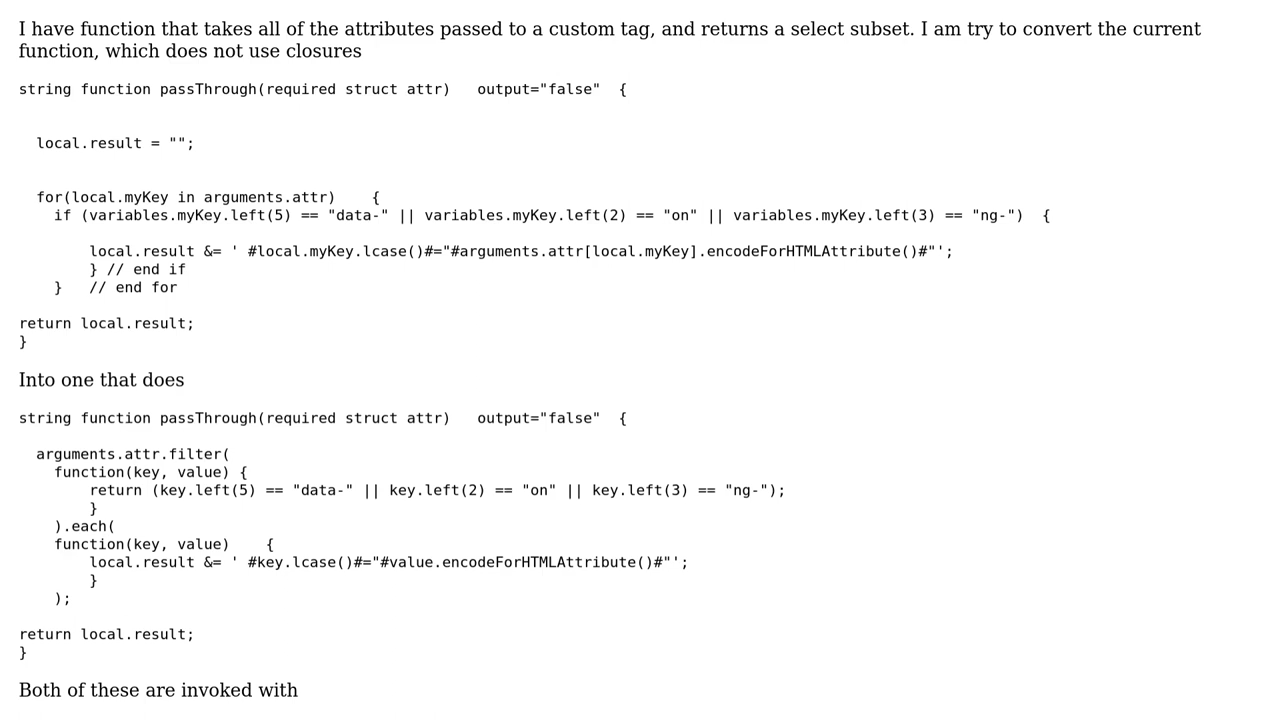 I have function that takes all of the attributes passed to a custom tag, and returns a select subset. I am try to convert the current
function, which does not use closures
string function passThrough(required struct attr)   output="false"  {
  local.result = "";
  for(local.myKey in arguments.attr)    {
    if (variables.myKey.left(5) == "data-" || variables.myKey.left(2) == "on" || variables.myKey.left(3) == "ng-")  {
        local.result &= ' #local.myKey.lcase()#="#arguments.attr[local.myKey].encodeForHTMLAttribute()#"';
        } // end if
    }   // end for
return local.result;
}
Into one that does
string function passThrough(required struct attr)   output="false"  {
  arguments.attr.filter(
    function(key, value) {
        return (key.left(5) == "data-" || key.left(2) == "on" || key.left(3) == "ng-");
        }
    ).each(
    function(key, value)    {
        local.result &= ' #key.lcase()#="#value.encodeForHTMLAttribute()#"';
        }
    );
return local.result;
}
Both of these are invoked with